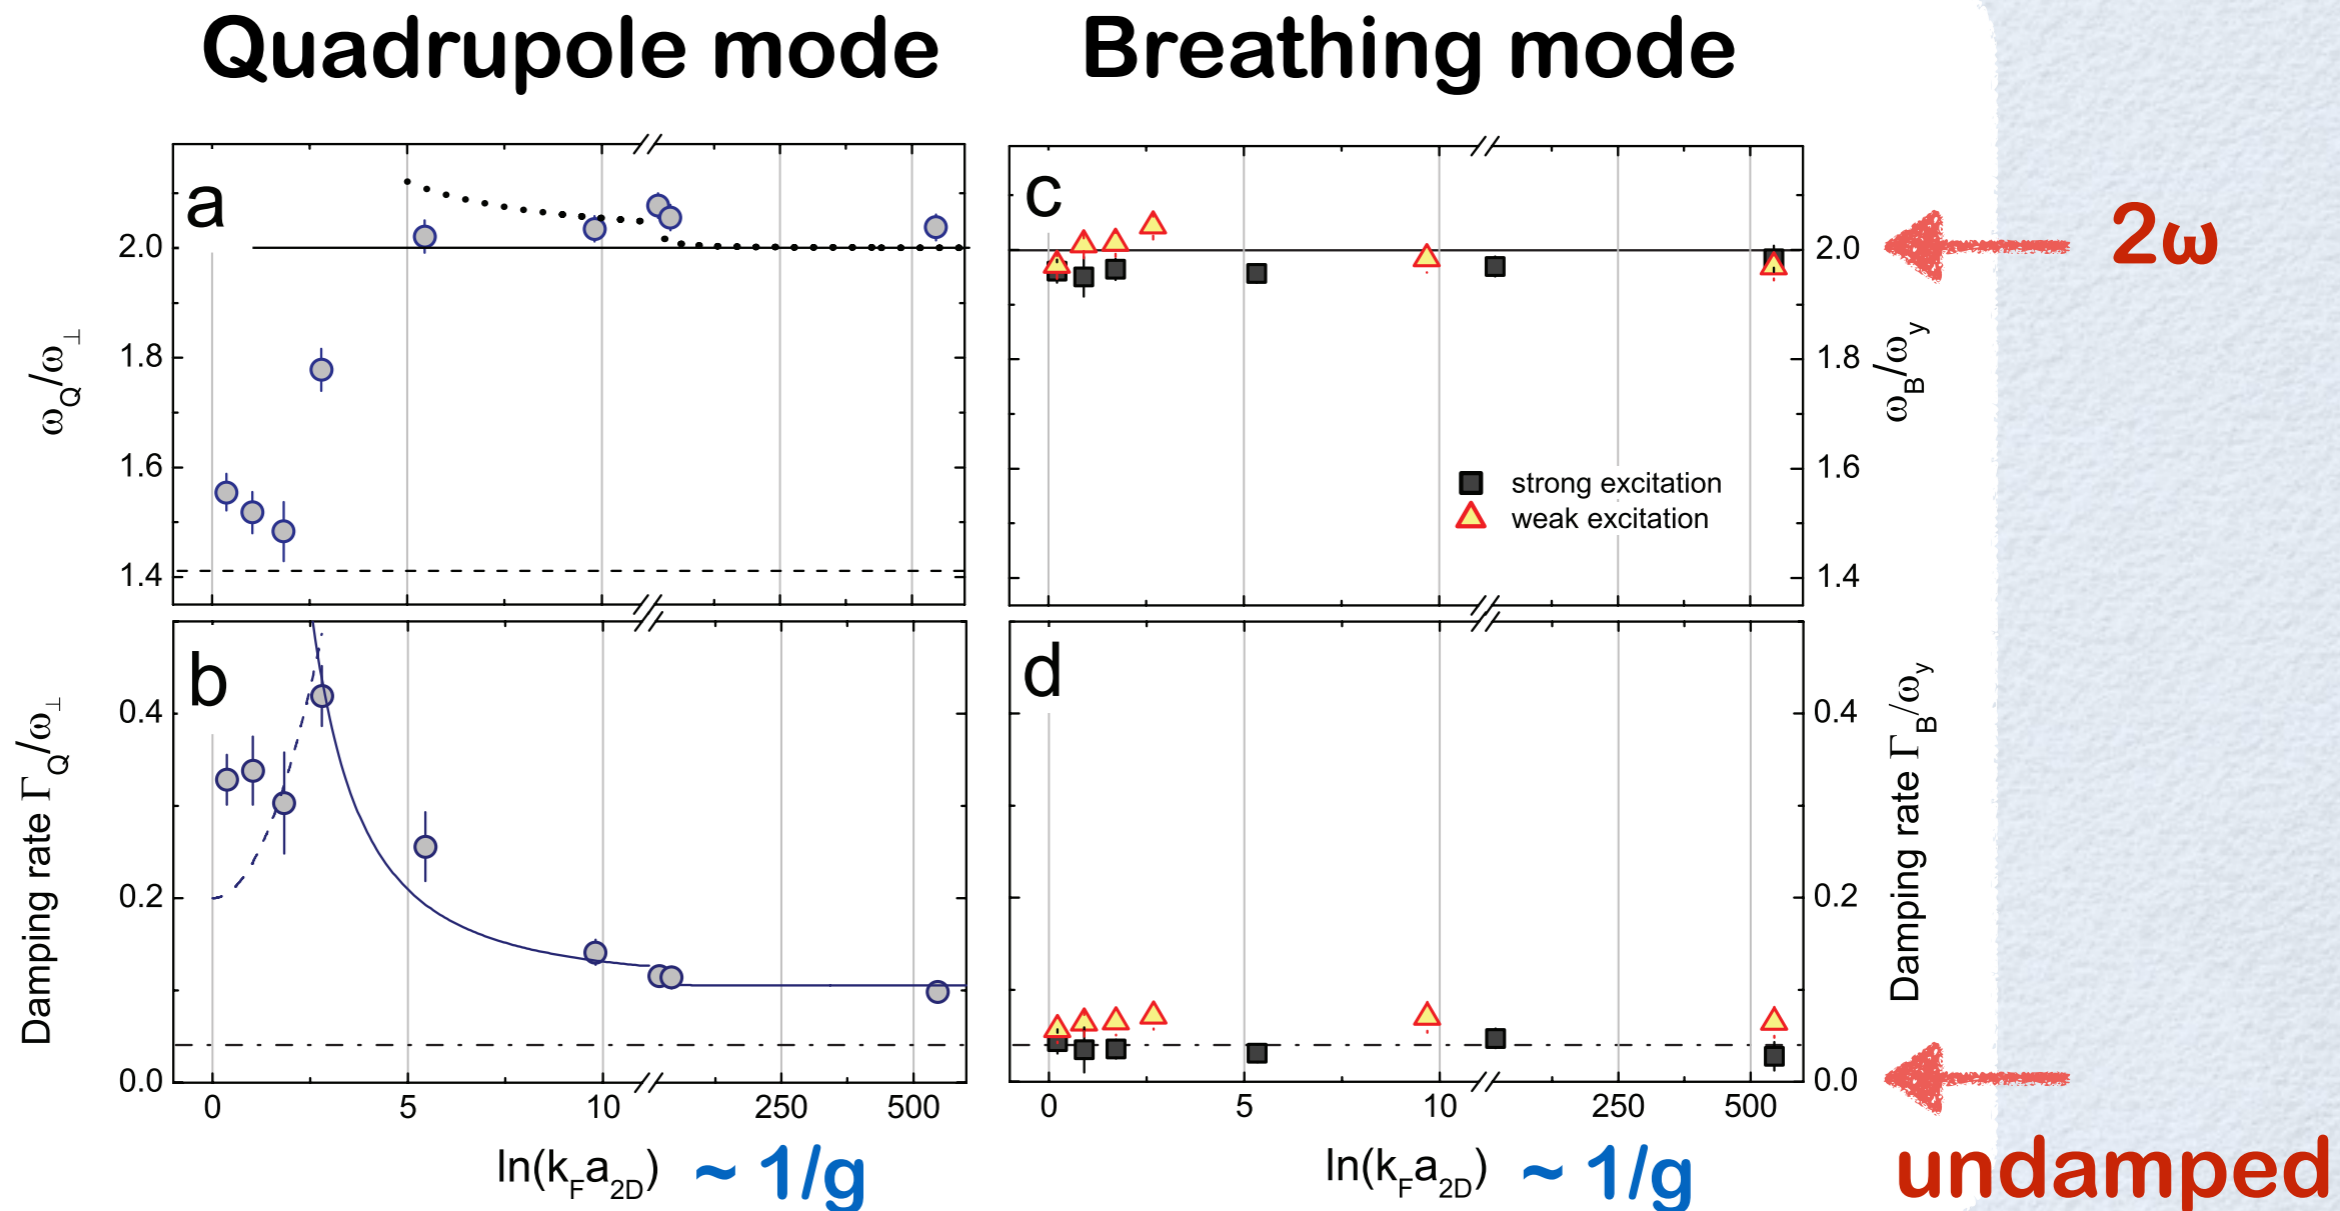 Quadrupole mode
Breathing mode
a
2.0
1.8
1.6
1.4
ω_Q/ω_⊥
c
strong excitation
weak excitation
2.0
1.8
1.6
1.4
ω_B/ω_y
2ω
b
0.4
0.2
0.0
Damping rate Γ_Q/ω_⊥
0 5 10 250 500
ln(k_F a_2D) ~ 1/g
d
0.4
0.2
0.0
Damping rate Γ_B/ω_y
0 5 10 250 500
ln(k_F a_2D) ~ 1/g
undamped